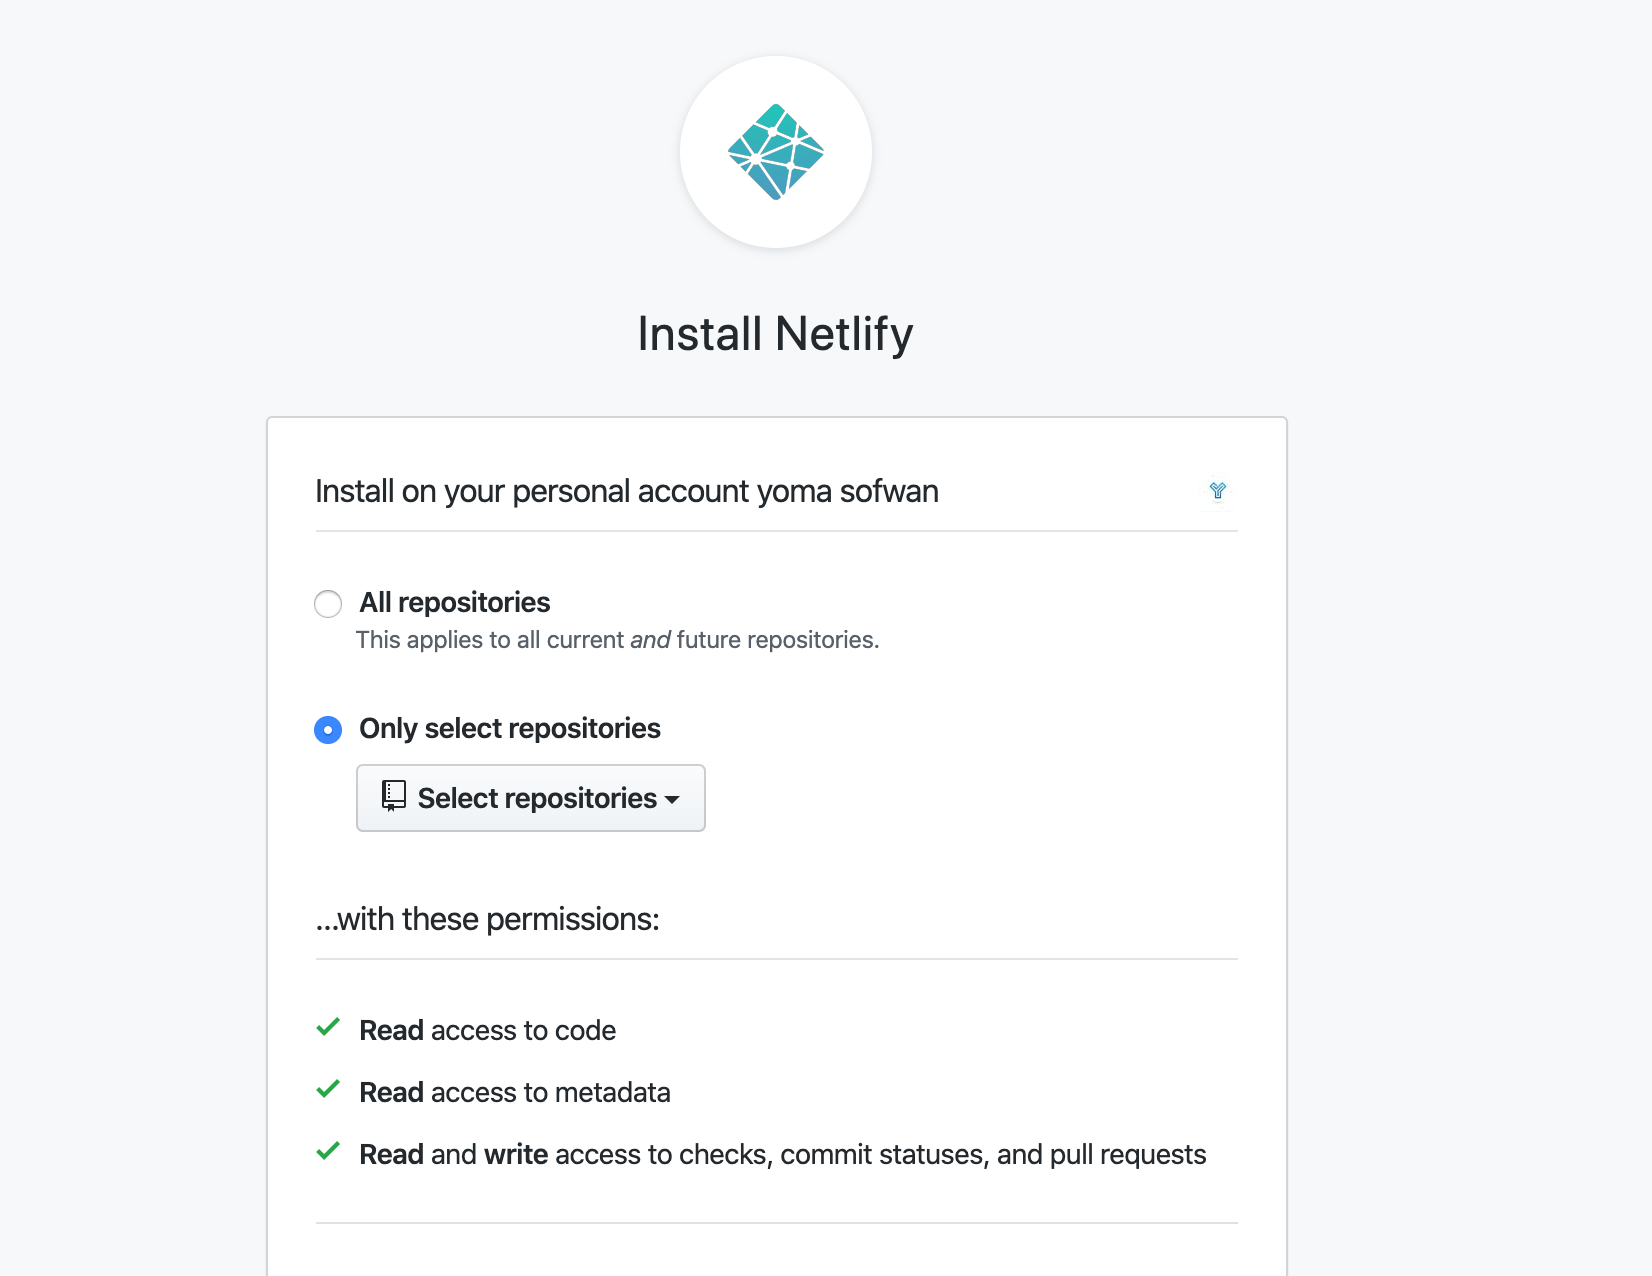 Install Netlify
Install on your personal account yoma sofwan
All repositories
This applies to all current and future repositories.
Only select repositories
Select repositories
...with these permissions:
Read access to code
Read access to metadata
Read and write access to checks, commit statuses, and pull requests